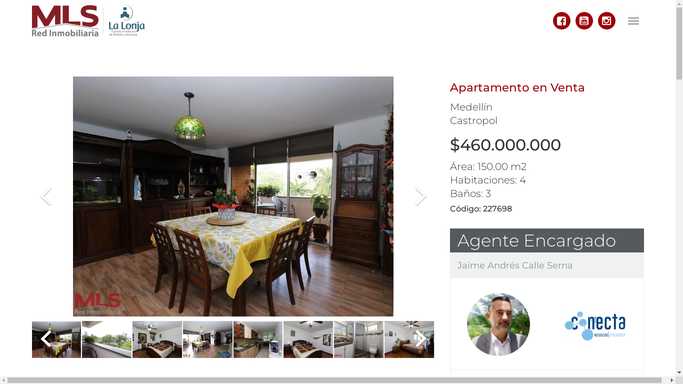 MLS
Red Inmobiliaria
La Lonja
Apartamento en Venta
Medellín
Castropol
$460.000.000
Área: 150.00 m2
Habitaciones: 4
Baños: 3
Código: 227698
MLS
Red Inmobiliaria
Agente Encargado
Jaime Andrés Calle Serna
conecta